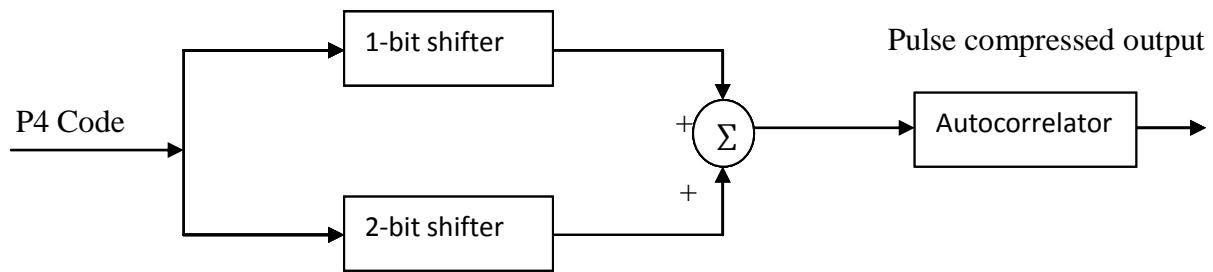 1-bit shifter
Pulse compressed output
P4 Code
+
Σ
Autocorrelator
+
2-bit shifter